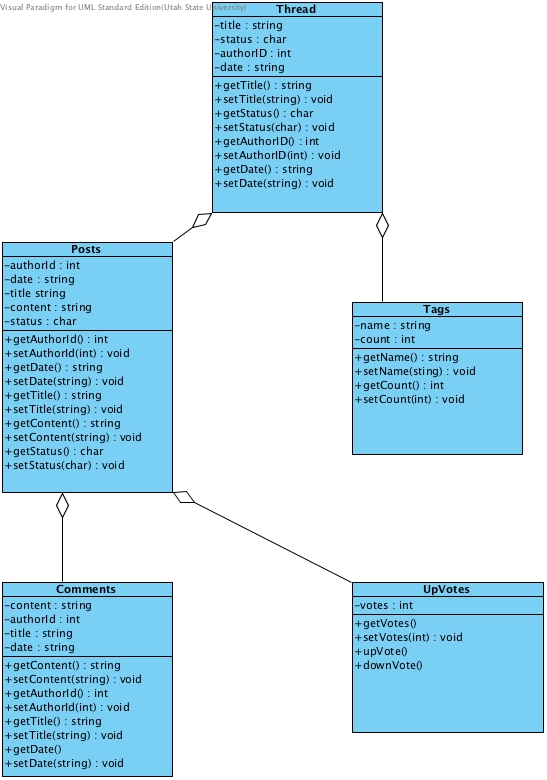 Visual Paradigm for UML Standard Edition(Utah State University)
Thread
-title : string
-status : char
-authorID : int
-date : string
+getTitle() : string
+setTitle(string) : void
+getStatus() : char
+setStatus(char) : void
+getAuthorID() : int
+setAuthorID(int) : void
+getDate() : string
+setDate(string) : void
Posts
-authorId : int
-date : string
-title string
-content : string
-status : char
+getAuthorId() : int
+setAuthorId(int) : void
+getDate() : string
+setDate(string) : void
+getTitle() : string
+setTitle(string) : void
+getContent() : string
+setContent(string) : void
+getStatus() : char
+setStatus(char) : void
Tags
-name : string
-count : int
+getName() : string
+setName(sting) : void
+getCount() : int
+setCount(int) : void
Comments
-content : string
-authorId : int
-title : string
-date : string
+getContent() : string
+setContent(string) : void
+getAuthorId() : int
+setAuthorId(int) : void
+getTitle() : string
+setTitle(string) : void
+getDate()
+setDate(string) : void
UpVotes
-votes : int
+getVotes()
+setVotes(int) : void
+upVote()
+downVote()